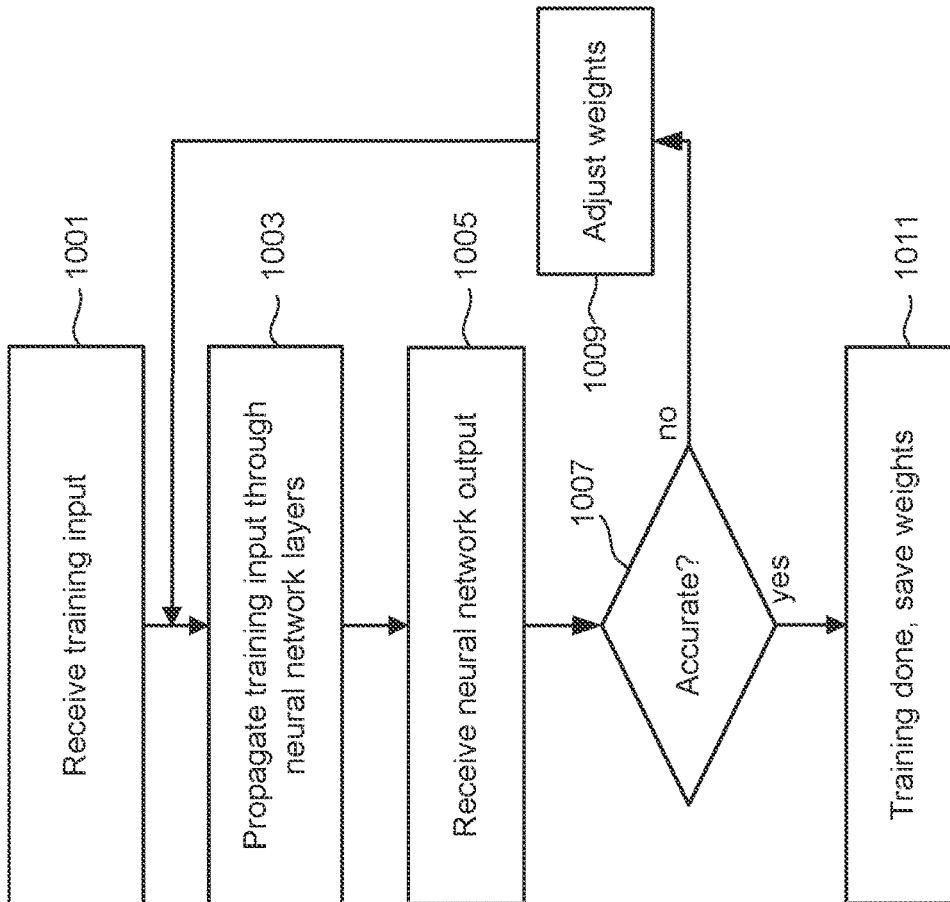 Receive training input
1001
Propagate training input through
neural network layers
1003
Receive neural network output
1005
Accurate?
1007
no
Adjust weights
1009
yes
Training done, save weights
1011